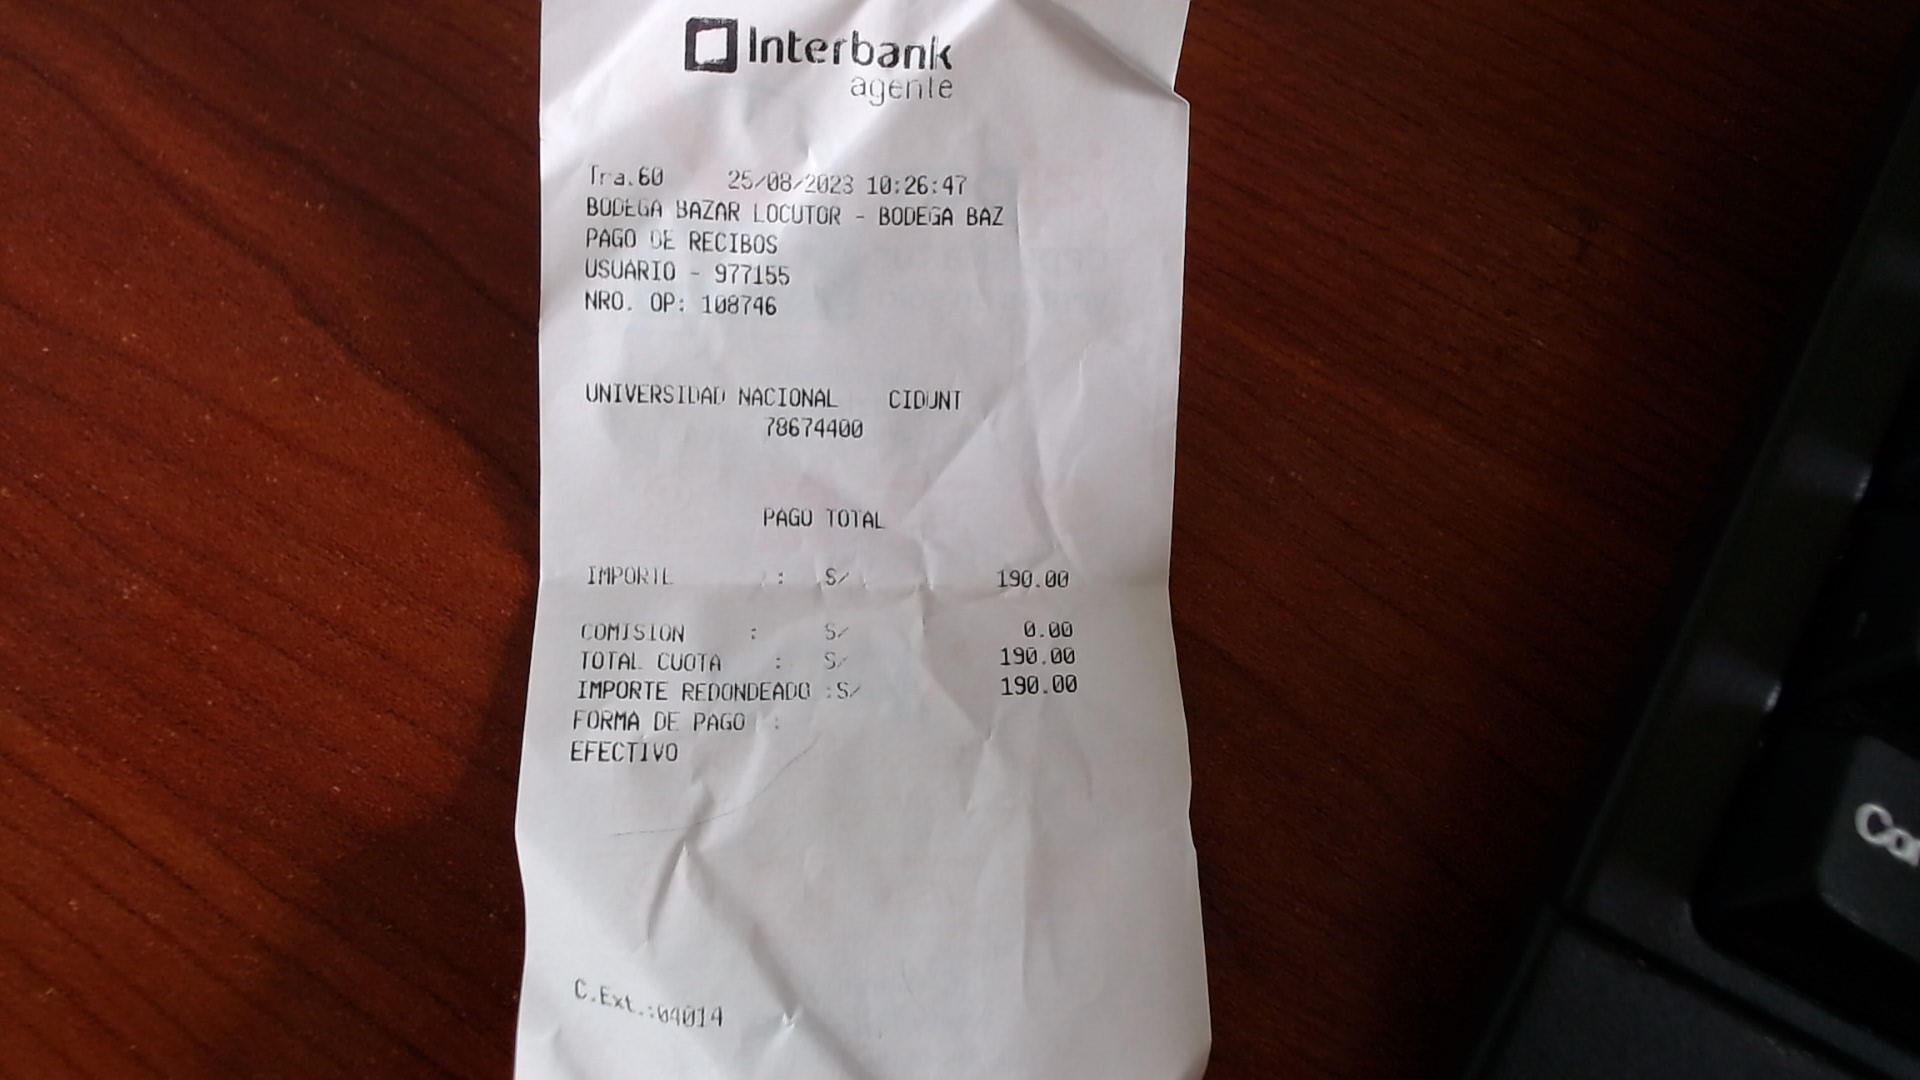 Interbank
agente
Tra.60 25/08/2023 10:26:47
BODEGA BAZAR LOCUTOR - BODEGA BAZ
PAGO DE RECIBOS
USUARIO - 977155
NRO. OP: 108746
UNIVERSIDAD NACIONAL CIDUNT
78674400
PAGO TOTAL
IMPORTE : S/ 190.00
COMISION : S/ 0.00
TOTAL CUOTA : S/ 190.00
IMPORTE REDONDEADO :S/ 190.00
FORMA DE PAGO :
EFECTIVO
C.Ext.:04014